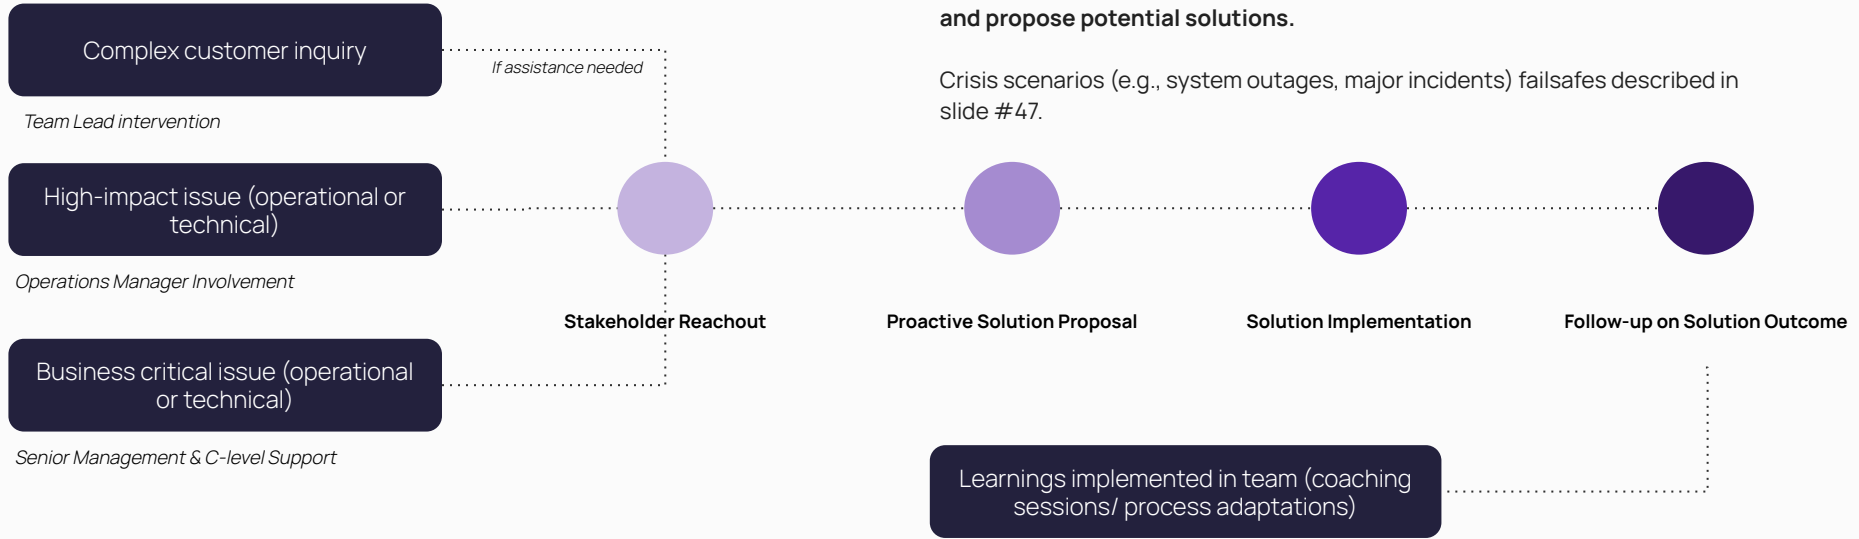 and propose potential solutions.
Crisis scenarios (e.g., system outages, major incidents) failsafes described in
slide #47.
Complex customer inquiry
If assistance needed
Team Lead intervention
High-impact issue (operational or
technical)
Operations Manager Involvement
Business critical issue (operational
or technical)
Senior Management & C-level Support
Stakeholder Reachout
Proactive Solution Proposal
Solution Implementation
Follow-up on Solution Outcome
Learnings implemented in team (coaching
sessions/ process adaptations)